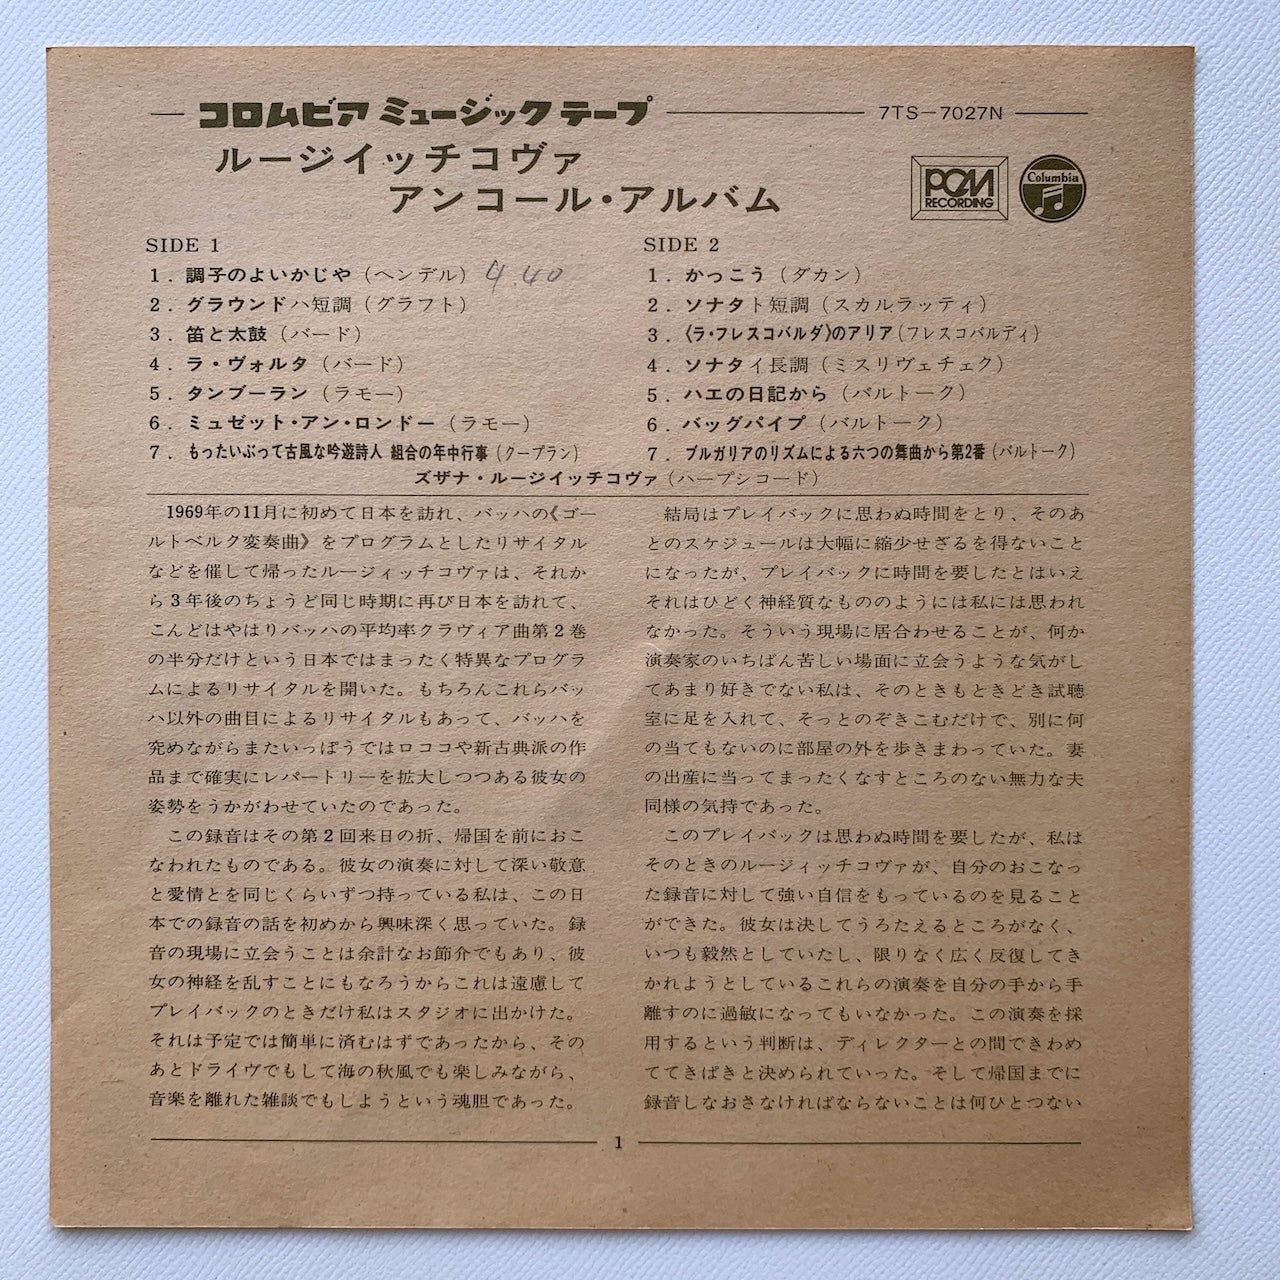 コロムビア ミュージック テープ 7TS-7027N
ルージイッチコヴァ
アンコール・アルバム
PCM
RECORDING
Columbia
SIDE 1
1. 調子のよいかじや（ヘンデル） 4.40
2. グラウンドハ短調（グラフト）
3. 笛と太鼓（バード）
4. ラ・ヴォルタ（バード）
5. タンブーラン（ラモー）
6. ミュゼット・アン・ロンドー（ラモー）
7. もったいぶって古風な吟遊詩人 組合の年中行事（クープラン）
SIDE 2
1. かっこう（ダカン）
2. ソナタト短調（スカルラッティ）
3. 《ラ・フレスコバルダ》のアリア（フレスコバルディ）
4. ソナタイ長調（ミスリヴェチェク）
5. ハエの日記から（バルトーク）
6. バッグパイプ（バルトーク）
7. ブルガリアのリズムによる六つの舞曲から第2番（バルトーク）
ズザナ・ルージイッチコヴァ（ハープシコード）
1969年の11月に初めて日本を訪れ、バッハの《ゴー
ルトベルク変奏曲》をプログラムとしたリサイタル
などを催して帰ったルージィッチコヴァは、それか
ら3年後のちょうど同じ時期に再び日本を訪れて、
こんどはやはりバッハの平均率クラヴィア曲第2巻
の半分だけという日本ではまったく特異なプログラ
ムによるリサイタルを開いた。もちろんこれらバッ
ハ以外の曲目によるリサイタルもあって、バッハを
究めながらまたいっぽうではロココや新古典派の作
品まで確実にレパートリーを拡大しつつある彼女の
姿勢をうかがわせていたのであった。
この録音はその第2回来日の折、帰国を前におこ
なわれたものである。彼女の演奏に対して深い敬意
と愛情とを同じくらいずつ持っている私は、この日
本での録音の話を初めから興味深く思っていた。録
音の現場に立会うことは余計なお節介でもあり、彼
女の神経を乱すことにもなろうからこれは遠慮して
プレイバックのときだけ私はスタジオに出かけた。
それは予定では簡単に済むはずであったから、その
あとドライヴでもして海の秋風でも楽しみながら、
音楽を離れた雑談でもしようという魂胆であった。
結局はプレイバックに思わぬ時間をとり、そのあ
とのスケジュールは大幅に縮少せざるを得ないこと
になったが、プレイバックに時間を要したとはいえ
それはひどく神経質なもののようには私には思われ
なかった。そういう現場に居合わせることが、何か
演奏家のいちばん苦しい場面に立会うような気がし
てあまり好きでない私は、そのときもときどき試聴
室に足を入れて、そっとのぞきこむだけで、別に何
の当てもないのに部屋の外を歩きまわっていた。妻
の出産に当ってまったくなすところのない無力な夫
同様の気持であった。
このプレイバックは思わぬ時間を要したが、私は
そのときのルージィッチコヴァが、自分のおこなっ
た録音に対して強い自信をもっているのを見ること
ができた。彼女は決してうろたえるところがなく、
いつも毅然としていたし、限りなく広く反復してき
かれようとしているこれらの演奏を自分の手から手
離すのに過敏になってもいなかった。この演奏を採
用するという判断は、ディレクターとの間できわめ
ててきぱきと決められていった。そして帰国までに
録音しなおさなければならないことは何ひとつない
1